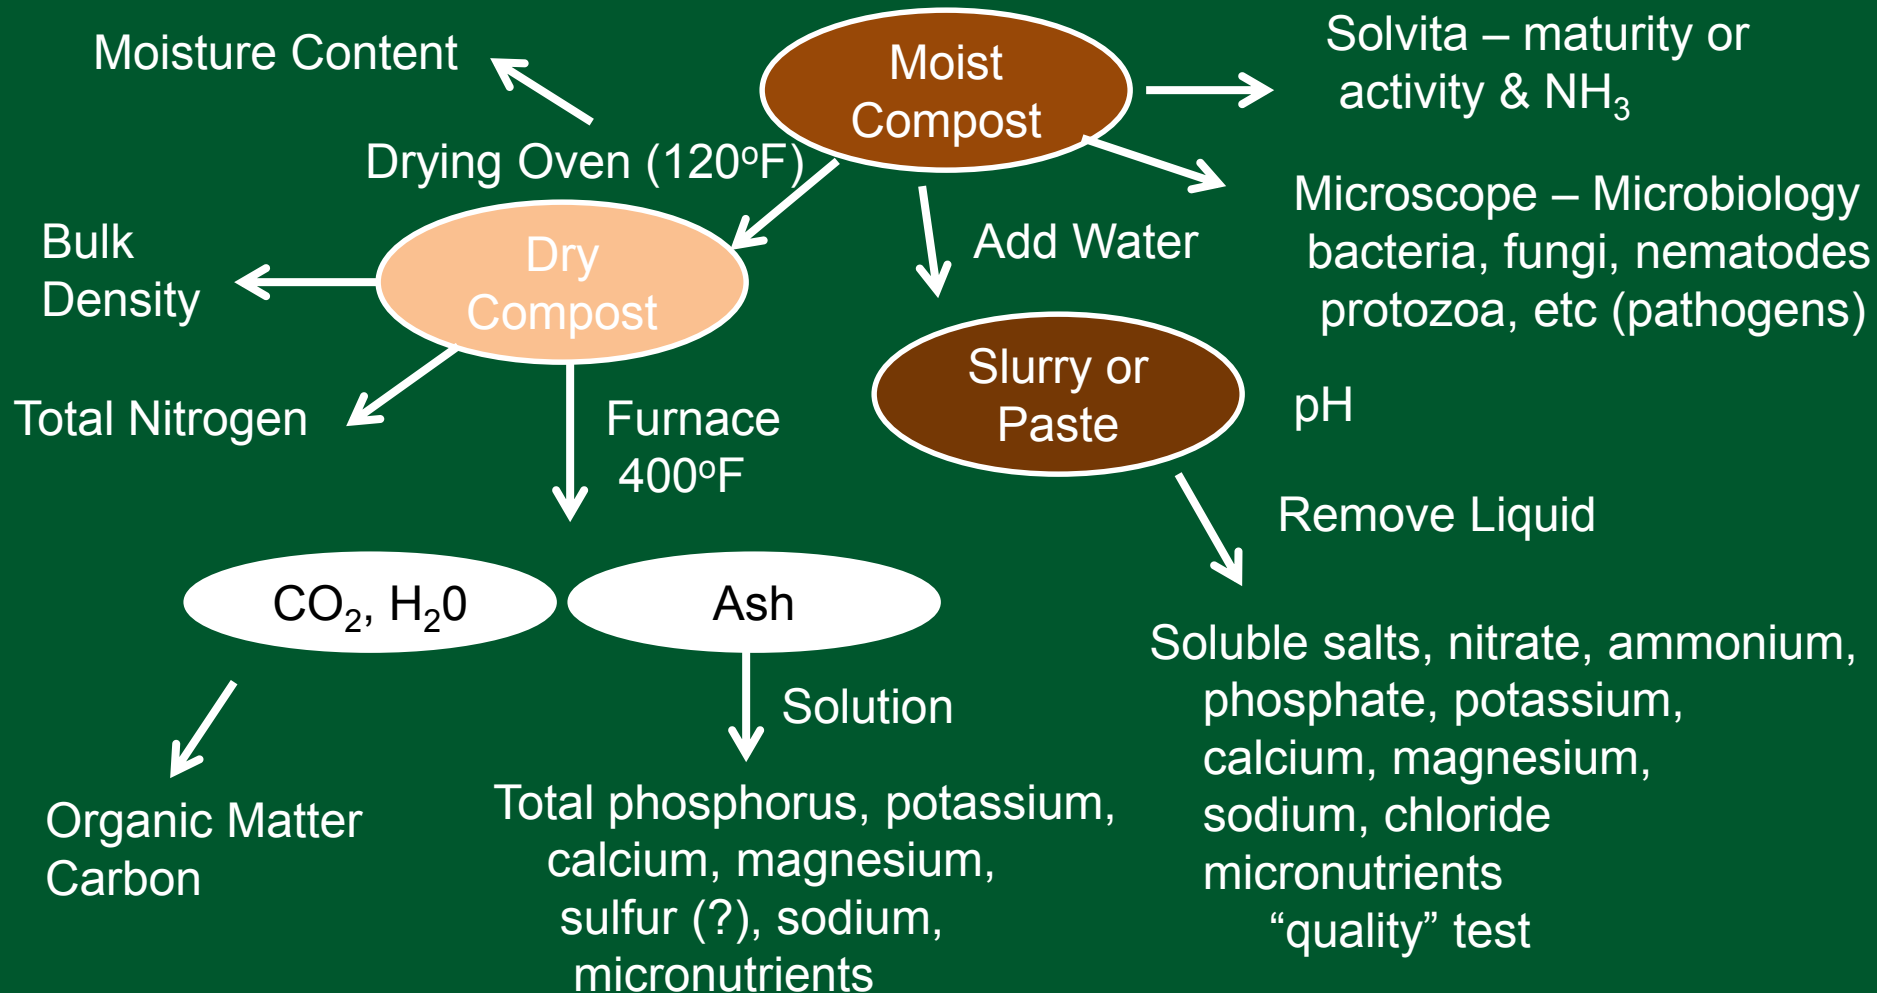 Moisture Content
Moist
Compost
Solvita – maturity or
activity & NH₃
Drying Oven (120ºF)
Microscope – Microbiology
bacteria, fungi, nematodes
protozoa, etc (pathogens)
Bulk
Density
Dry
Compost
Add Water
Slurry or
Paste
pH
Total Nitrogen
Furnace
400ºF
Remove Liquid
CO₂, H₂0
Ash
Soluble salts, nitrate, ammonium,
phosphate, potassium,
calcium, magnesium,
sodium, chloride
micronutrients
“quality” test
Solution
Organic Matter
Carbon
Total phosphorus, potassium,
calcium, magnesium,
sulfur (?), sodium,
micronutrients